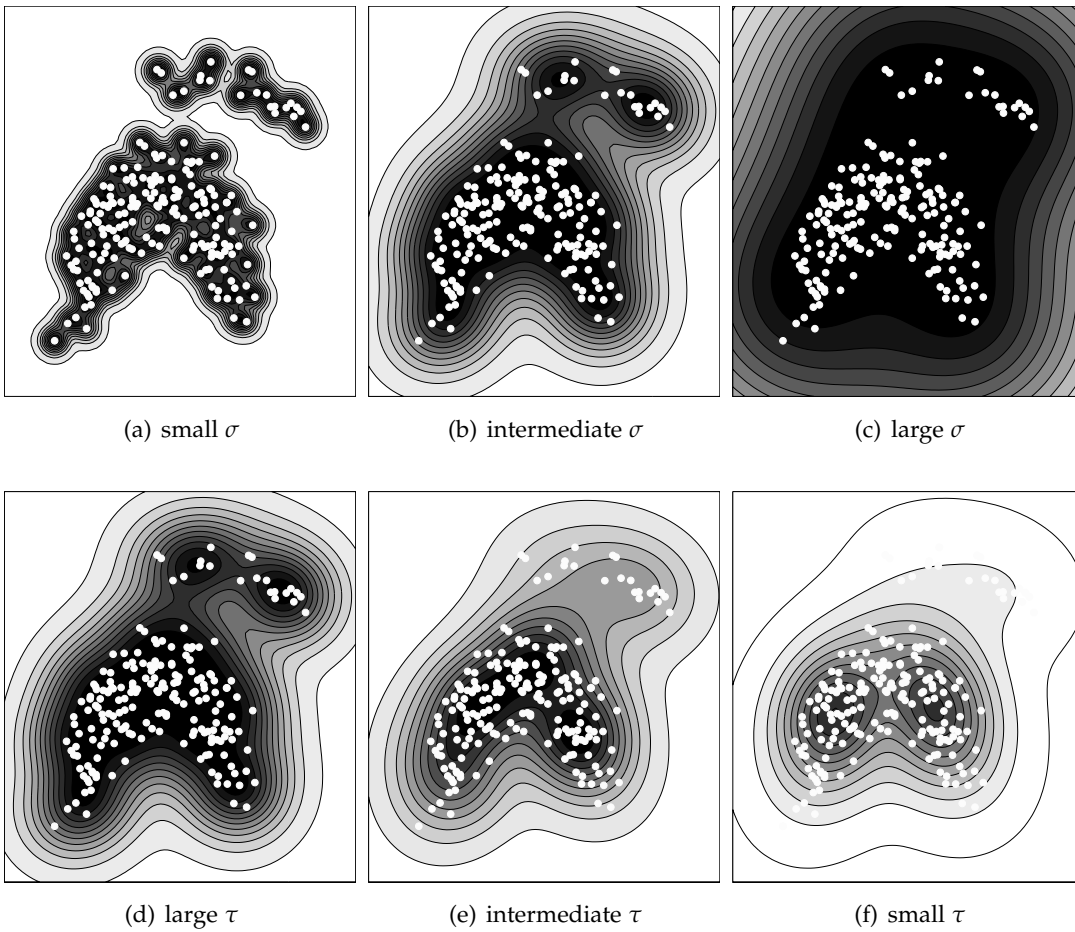 (a) small σ
(b) intermediate σ
(c) large σ
(d) large τ
(e) intermediate τ
(f) small τ